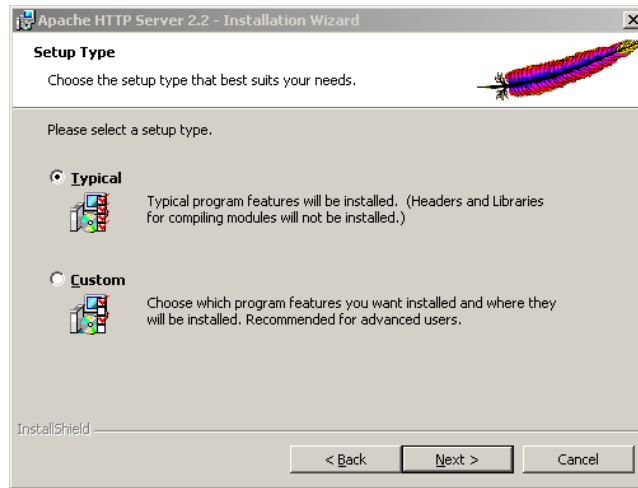 Apache HTTP Server 2.2 - Installation Wizard
Setup Type
Choose the setup type that best suits your needs.
Please select a setup type.
Typical
Typical program features will be installed. (Headers and Libraries
for compiling modules will not be installed.)
Custom
Choose which program features you want installed and where they
will be installed. Recommended for advanced users.
InstallShield
< Back
Next >
Cancel